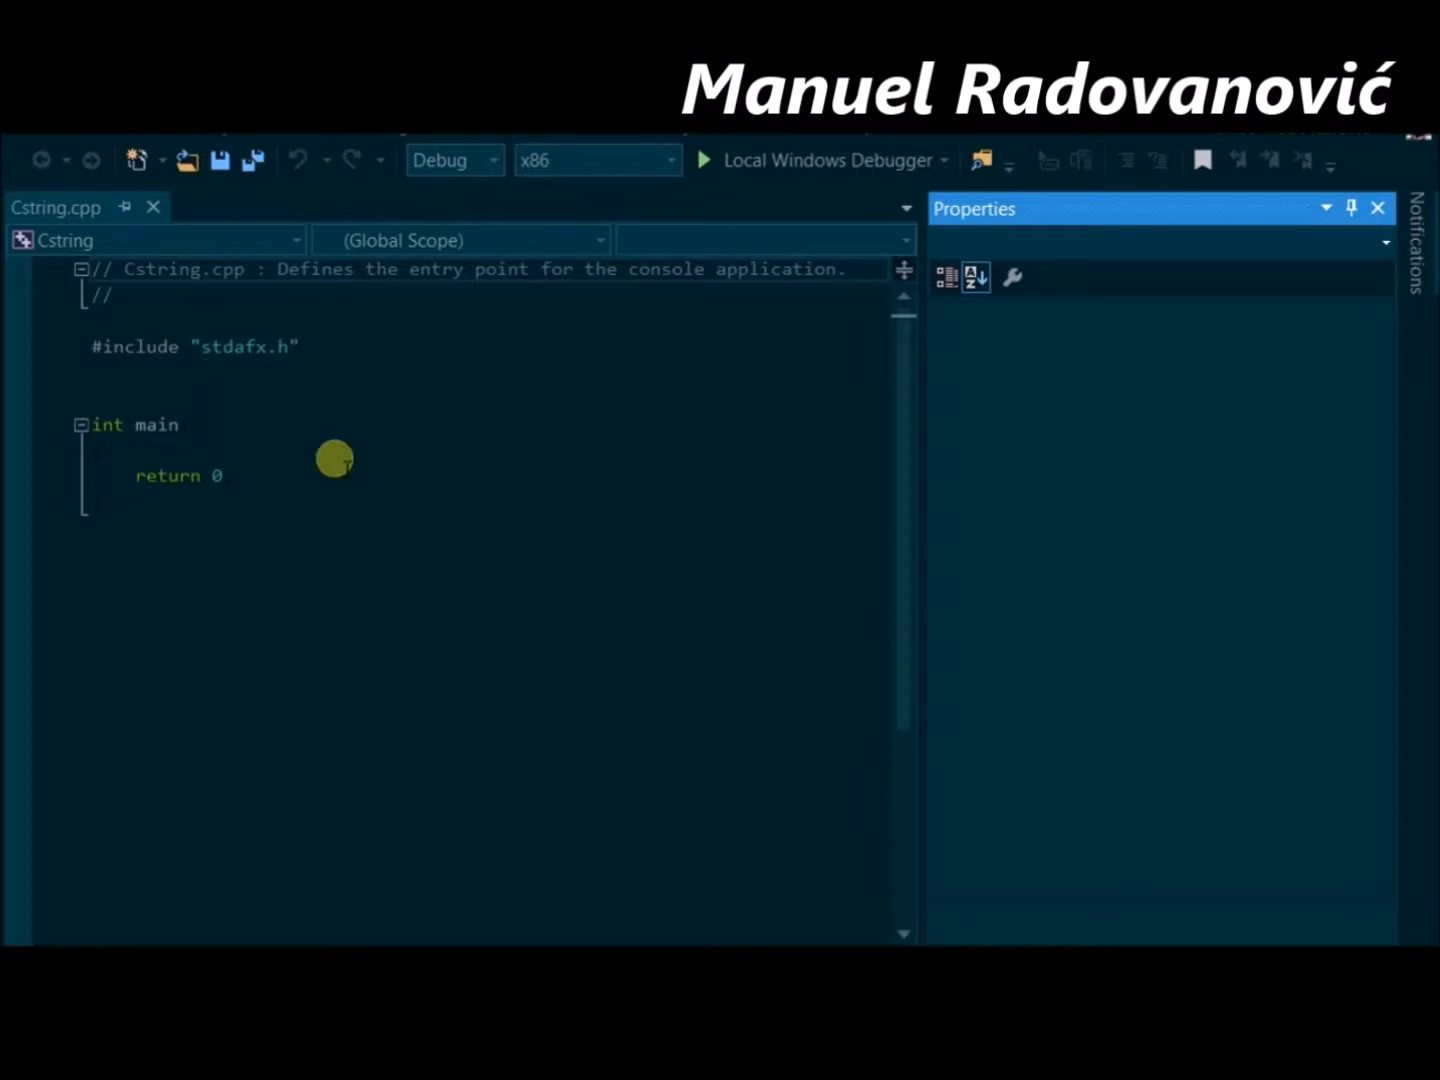 Manuel Radovanović
Debug x86 Local Windows Debugger
Cstring.cpp
Properties
Notifications
Cstring (Global Scope)
// Cstring.cpp : Defines the entry point for the console application.
//
#include "stdafx.h"
int main
return 0